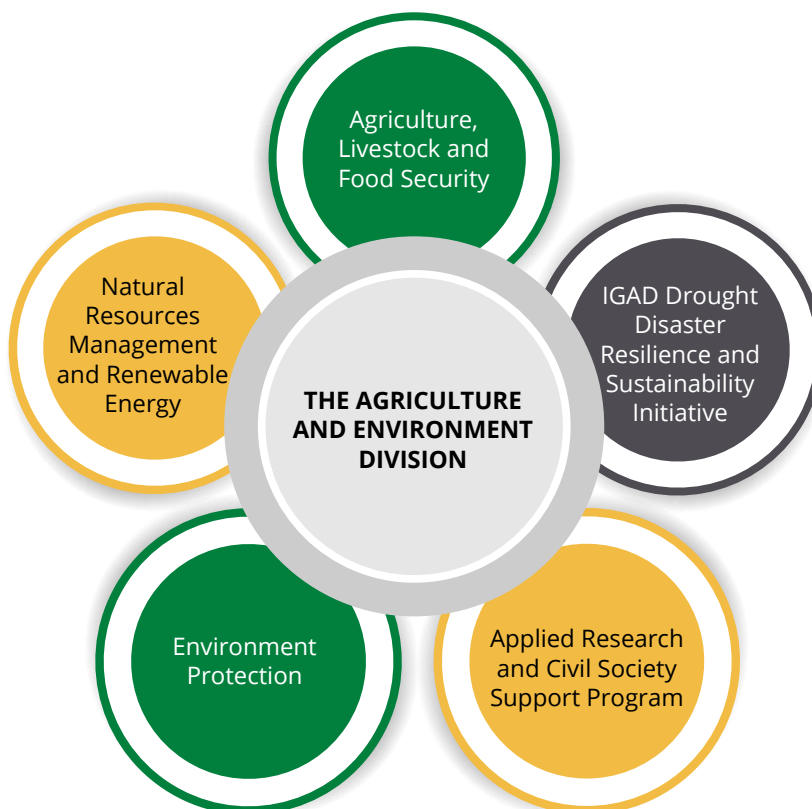 Agriculture,
Livestock and
Food Security
Natural
Resources
Management
and Renewable
Energy
IGAD Drought
Disaster
Resilience and
Sustainability
Initiative
THE AGRICULTURE
AND ENVIRONMENT
DIVISION
Environment
Protection
Applied Research
and Civil Society
Support Program